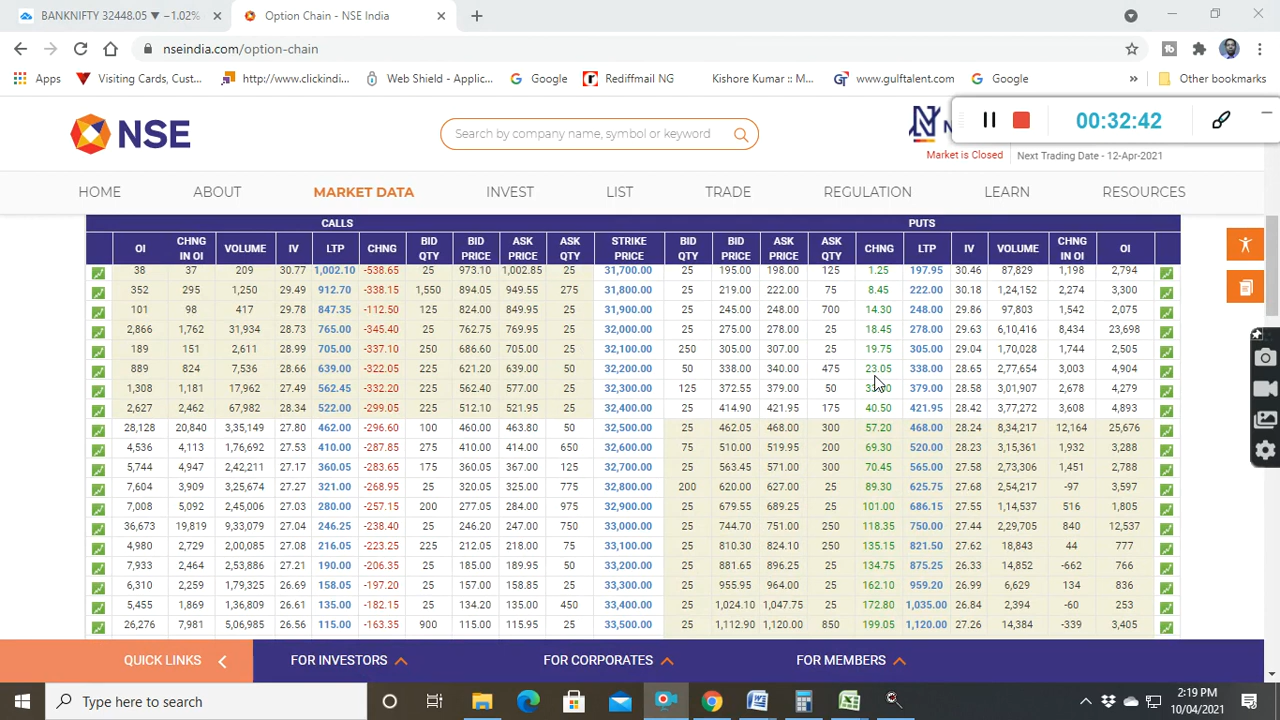 BANKNIFTY 32448.05 ▼ −1.02% × Option Chain - NSE India × +
nseindia.com/option-chain
Apps Visiting Cards, Cust... http://www.clickindi... Web Shield - Applic... Google Rediffmail NG Kishore Kumar :: M... www.gulftalent.com Google » Other bookmarks
NSE
Search by company name, symbol or keyword
N
00:32:42
Market is Closed Next Trading Date - 12-Apr-2021
HOME ABOUT MARKET DATA INVEST LIST TRADE REGULATION LEARN RESOURCES
CALLS PUTS
OI CHNG IN OI VOLUME IV LTP CHNG BID QTY BID PRICE ASK PRICE ASK QTY STRIKE PRICE BID QTY BID PRICE ASK PRICE ASK QTY CHNG LTP IV VOLUME CHNG IN OI OI
38 37 209 30.77 1,002.10 -538.65 25 973.10 1,002.85 25 31,700.00 25 195.00 198.00 125 1.25 197.95 30.46 87,829 1,198 2,794
352 295 1,250 29.49 912.70 -338.15 1,550 894.05 949.55 275 31,800.00 25 219.00 222.00 75 8.45 222.00 30.18 1,24,152 2,274 3,300
101 98 417 29.78 847.35 -112.50 125 824.00 849.95 25 31,900.00 25 245.00 248.00 700 14.30 248.00 29.86 97,803 1,542 2,075
2,866 1,762 31,934 28.73 765.00 -345.40 25 762.75 769.95 25 32,000.00 25 275.00 278.00 25 18.45 278.00 29.63 6,10,416 8,434 23,698
189 151 2,611 28.99 705.00 -337.10 250 686.60 705.00 25 32,100.00 250 305.00 307.00 25 19.75 305.00 29.04 1,70,028 1,744 2,505
889 824 7,536 28.66 639.00 -322.05 225 621.20 639.00 50 32,200.00 50 338.00 340.00 475 23.05 338.00 28.88 2,77,654 3,003 4,904
1,308 1,181 17,962 27.49 562.45 -332.20 125 562.40 577.00 25 32,300.00 125 372.55 379.00 50 379.00 28.58 3,01,907 2,678 4,279
2,627 2,462 67,982 28.34 522.00 -299.05 225 512.10 521.95 25 32,400.00 25 414.90 421.95 175 40.50 421.95 28.42 3,77,272 3,608 4,893
28,128 20,840 3,35,149 27.80 462.00 -296.60 100 460.00 463.80 50 32,500.00 25 462.05 468.00 300 57.20 468.00 28.24 8,34,217 12,164 25,676
4,536 4,113 1,76,692 27.53 410.00 -287.85 275 410.00 414.00 650 32,600.00 75 510.00 519.95 200 69.30 520.00 28.09 3,15,361 1,932 3,288
5,744 4,947 2,42,211 27.17 360.05 -283.65 175 360.05 367.00 125 32,700.00 25 563.45 571.00 300 70.45 565.00 27.58 2,73,306 1,451 2,788
7,604 3,909 3,25,674 27.27 321.00 -268.95 25 320.05 325.00 775 32,800.00 200 620.00 627.00 25 89.30 625.75 27.58 2,54,217 -97 3,597
7,008 5,092 2,45,006 27.03 280.00 -257.15 200 277.05 284.00 975 32,900.00 25 679.55 689.25 25 101.00 686.15 27.55 1,14,537 16 1,805
36,673 19,819 9,33,079 27.04 246.25 -238.40 25 246.20 247.00 750 33,000.00 25 744.70 751.00 250 118.35 750.00 27.44 2,29,705 840 12,537
4,980 2,729 2,00,085 27.08 216.05 -223.25 225 212.05 218.00 75 33,100.00 25 810.30 824.10 250 135.15 821.50 27.62 18,843 44 777
7,933 2,464 2,53,886 27.21 190.00 -206.35 25 185.00 189.95 50 33,200.00 25 881.65 896.25 25 134.75 875.25 26.33 14,852 -662 766
6,310 2,259 1,79,325 26.69 158.05 -197.20 25 157.00 158.85 25 33,300.00 25 955.95 964.00 25 162.10 959.20 26.99 6,629 134 836
5,455 1,869 1,36,809 26.61 135.00 -182.15 25 134.20 135.00 450 33,400.00 25 1,024.10 1,047.75 25 172.80 1,035.00 26.84 2,394 -60 253
26,276 7,981 5,06,985 26.56 115.00 -163.35 900 115.00 115.95 25 33,500.00 25 1,112.90 1,120.00 850 199.05 1,120.00 27.26 14,384 -339 3,405
QUICK LINKS FOR INVESTORS FOR CORPORATES FOR MEMBERS
Type here to search
2:19 PM
10/04/2021